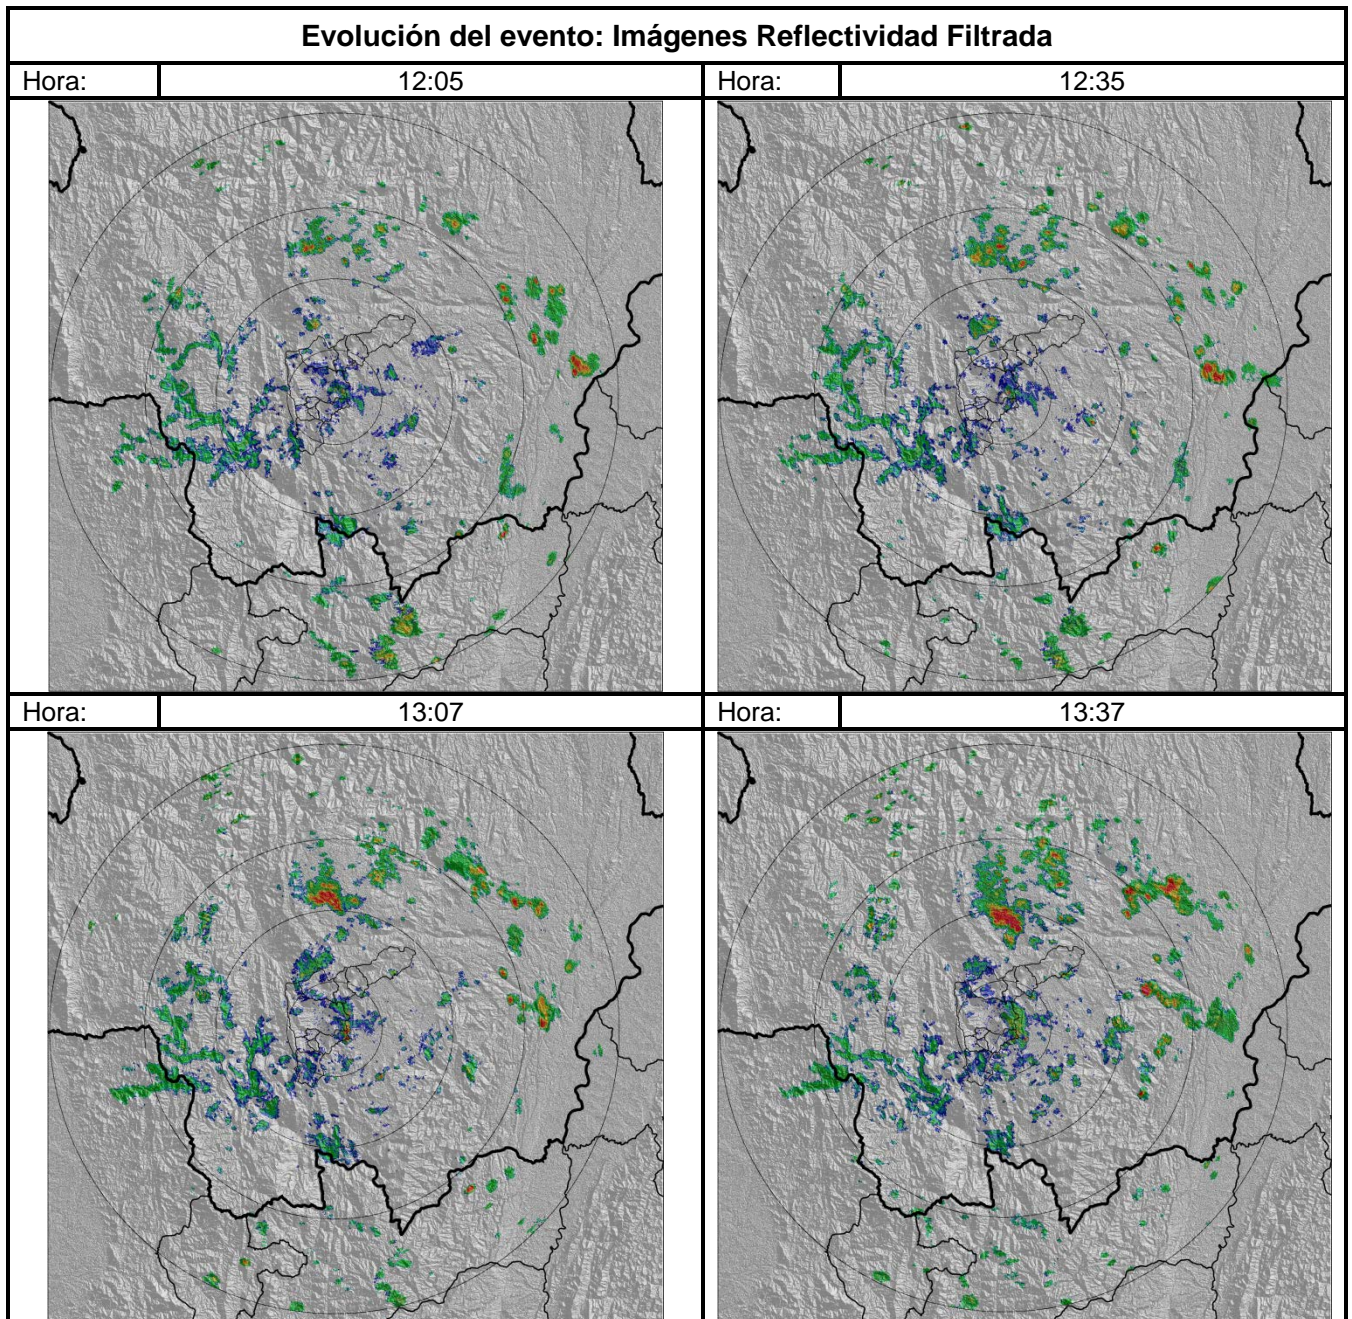 Evolución del evento: Imágenes Reflectividad Filtrada
Hora: 12:05 Hora: 12:35
Hora: 13:07 Hora: 13:37